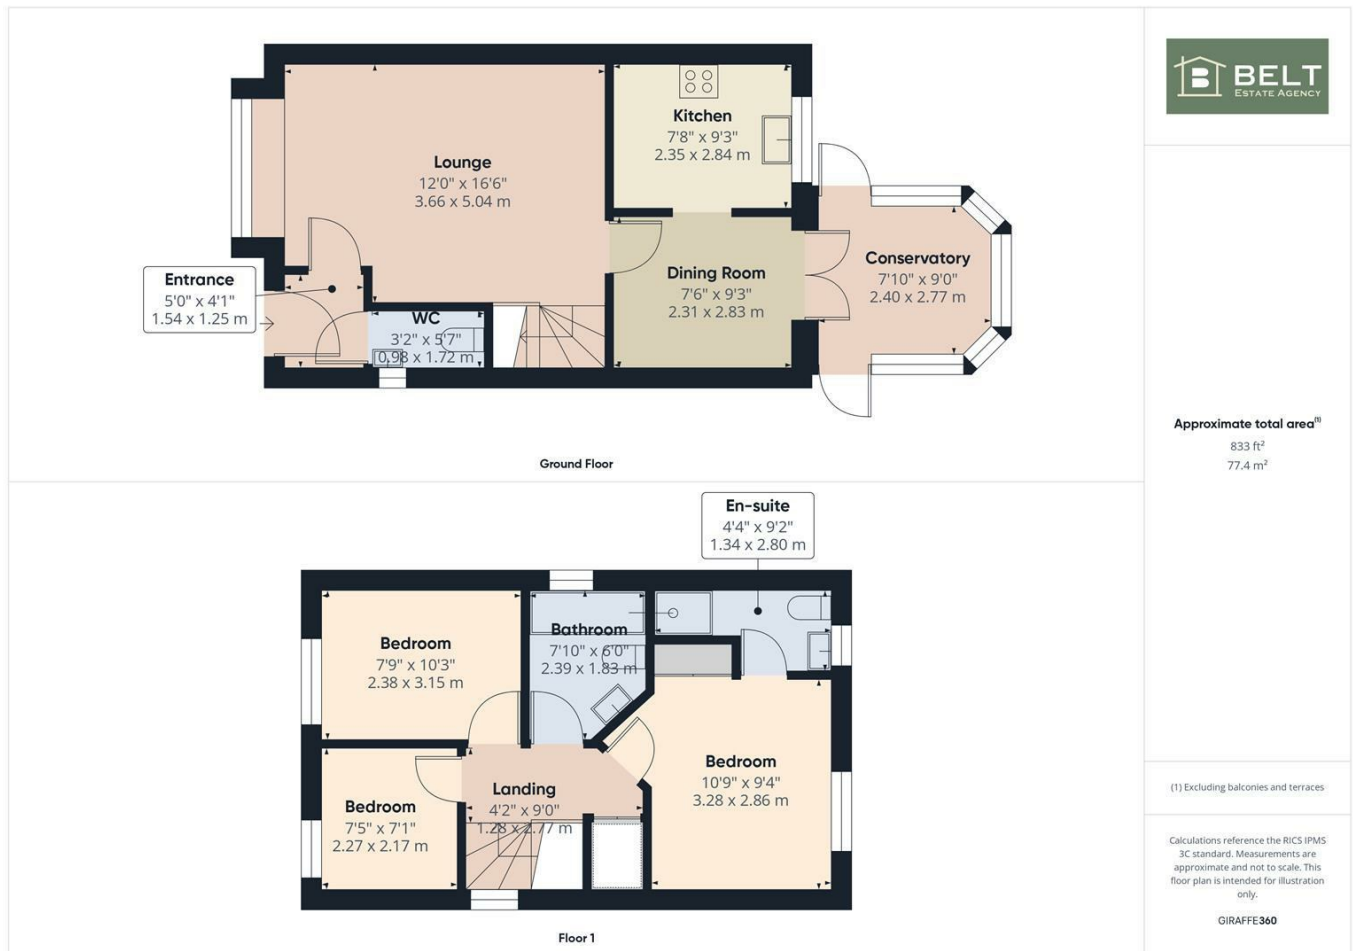 BELT
ESTATE AGENCY
Lounge
12'0" x 16'6"
3.66 x 5.04 m
Kitchen
7'8" x 9'3"
2.35 x 2.84 m
Entrance
5'0" x 4'1"
1.54 x 1.25 m
WC
3'2" x 5'7"
0.98 x 1.72 m
Dining Room
7'6" x 9'3"
2.31 x 2.83 m
Conservatory
7'10" x 9'0"
2.40 x 2.77 m
Ground Floor
Approximate total area⁽¹⁾
833 ft²
77.4 m²
En-suite
4'4" x 9'2"
1.34 x 2.80 m
Bedroom
7'9" x 10'3"
2.38 x 3.15 m
Bathroom
7'10" x 6'0"
2.39 x 1.83 m
Bedroom
10'9" x 9'4"
3.28 x 2.86 m
Landing
4'2" x 9'0"
1.28 x 2.77 m
Bedroom
7'5" x 7'1"
2.27 x 2.17 m
Floor 1
(1) Excluding balconies and terraces
Calculations reference the RICS IPMS
3C standard. Measurements are
approximate and not to scale. This
floor plan is intended for illustration
only.
GIRAFFE360